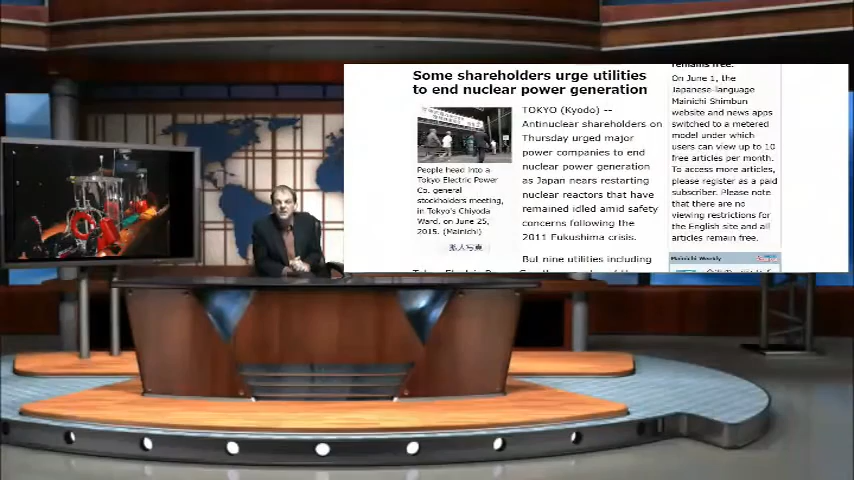 Some shareholders urge utilities
to end nuclear power generation
People head into a
Tokyo Electric Power
Co. general
stockholders meeting,
in Tokyo's Chiyoda
Ward, on June 25,
2015. (Mainichi)
拡大写真
TOKYO (Kyodo) --
Antinuclear shareholders on
Thursday urged major
power companies to end
nuclear power generation
as Japan nears restarting
nuclear reactors that have
remained idled amid safety
concerns following the
2011 Fukushima crisis.
But nine utilities including
remains free.
On June 1, the
Japanese-language
Mainichi Shimbun
website and news apps
switched to a metered
model under which
users can view up to 10
free articles per month.
To access more articles,
please register as a paid
subscriber. Please note
that there are no
viewing restrictions for
the English site and all
articles remain free.
Mainichi Weekly